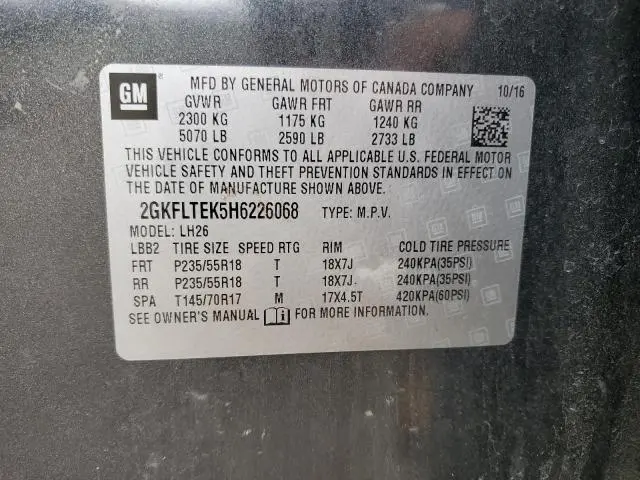 GM
MFD BY GENERAL MOTORS OF CANADA COMPANY 10/16
GVWR GAWR FRT GAWR RR
2300 KG 1175 KG 1240 KG
5070 LB 2590 LB 2733 LB
THIS VEHICLE CONFORMS TO ALL APPLICABLE U.S. FEDERAL MOTOR
VEHICLE SAFETY AND THEFT PREVENTION STANDARDS IN EFFECT ON
THE DATE OF MANUFACTURE SHOWN ABOVE.
2GKFLTEK5H6226068 TYPE: M.P.V.
MODEL: LH26
LBB2 TIRE SIZE SPEED RTG RIM COLD TIRE PRESSURE
FRT P235/55R18 T 18X7J 240KPA(35PSI)
RR P235/55R18 T 18X7J 240KPA(35PSI)
SPA T145/70R17 M 17X4.5T 420KPA(60PSI)
SEE OWNER'S MANUAL FOR MORE INFORMATION.